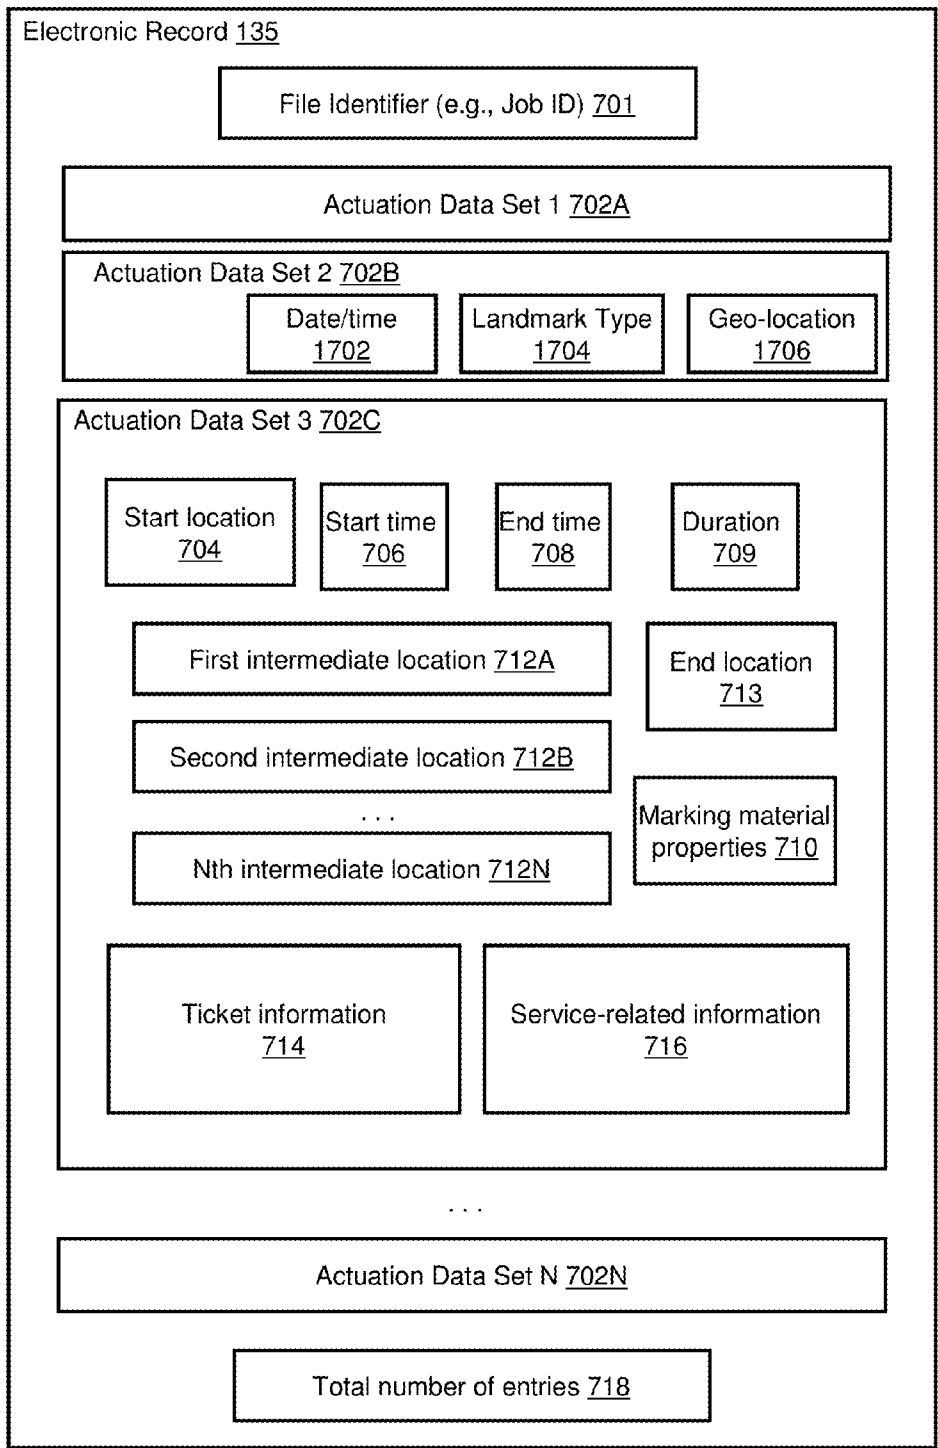 Electronic Record 135
File Identifier (e.g., Job ID) 701
Actuation Data Set 1 702A
Actuation Data Set 2 702B
Date/time
1702
Landmark Type
1704
Geo-location
1706
Actuation Data Set 3 702C
Start location
704
Start time
706
End time
708
Duration
709
First intermediate location 712A
End location
713
Second intermediate location 712B
. . .
Marking material
properties 710
Nth intermediate location 712N
Ticket information
714
Service-related information
716
. . .
Actuation Data Set N 702N
Total number of entries 718